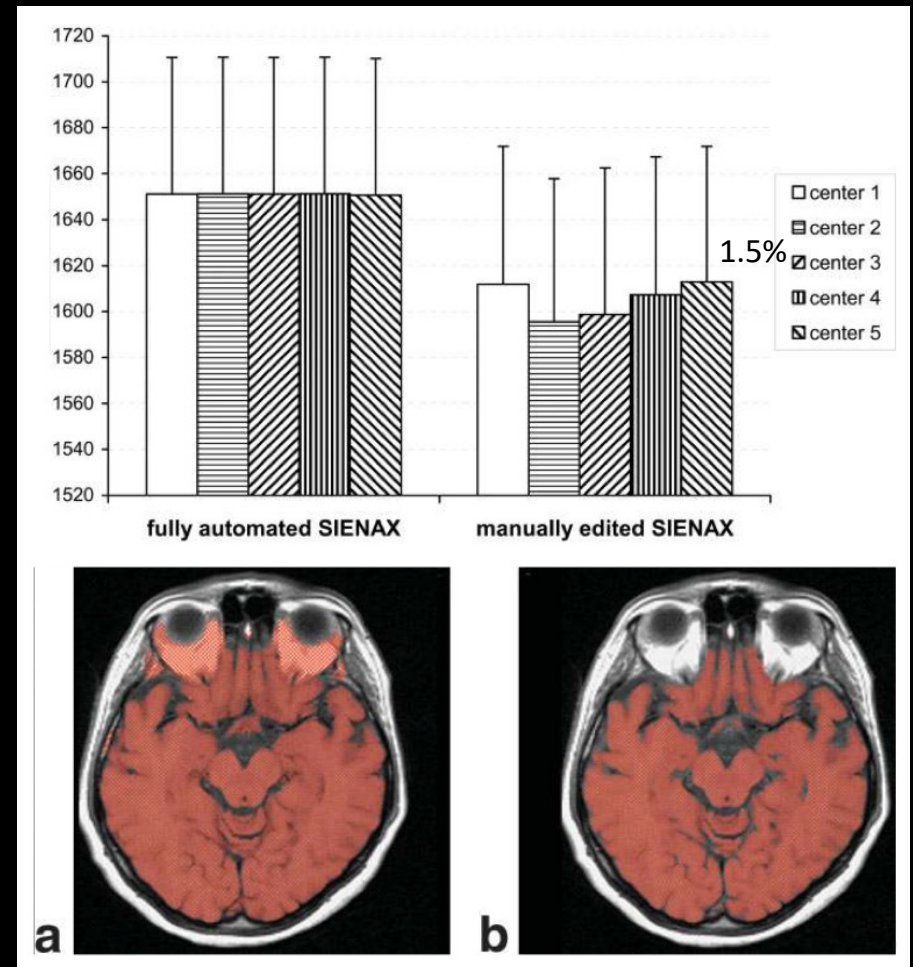 1720
1700
1680
1660
1640
1620
1600
1580
1560
1540
1520
fully automated SIENAX
manually edited SIENAX
1.5%
center 1
center 2
center 3
center 4
center 5
a
b